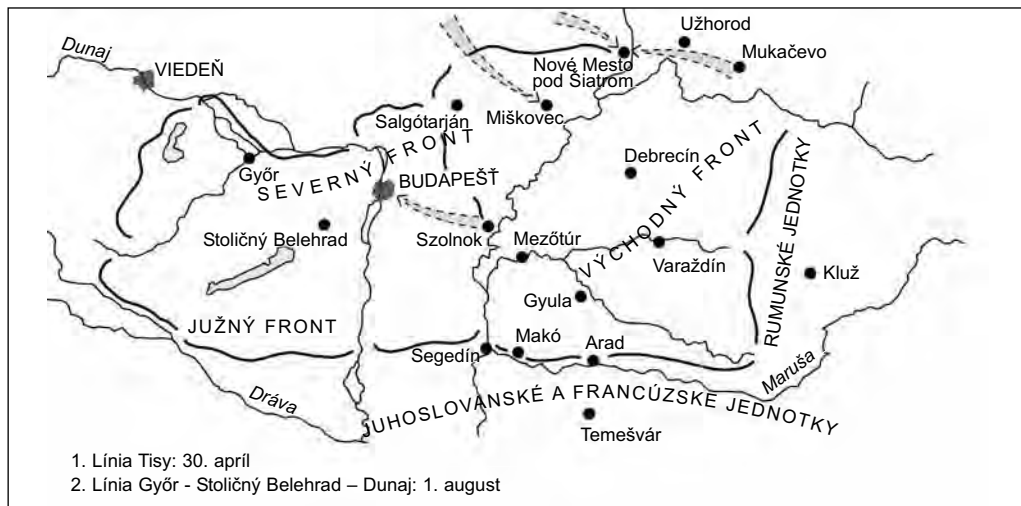 Užhorod
Dunaj
VIEDEŇ
Nové Mesto
pod Šiatrom
Mukačevo
Salgótarján
Miškovec
SEVERNÝ FRONT
Győr
BUDAPEŠŤ
Debrecín
VÝCHODNÝ FRONT
RUMUNSKÉ JEDNOTKY
Stoličný Belehrad
Szolnok
Mezőtúr
Varaždín
Kluž
Gyula
JUŽNÝ FRONT
Makó
Arad
Segedín
Maruša
Dráva
JUHOSLOVANSKÉ A FRANCÚZSKE JEDNOTKY
Temešvár
1. Línia Tisy: 30. apríl
2. Línia Győr - Stoličný Belehrad – Dunaj: 1. august